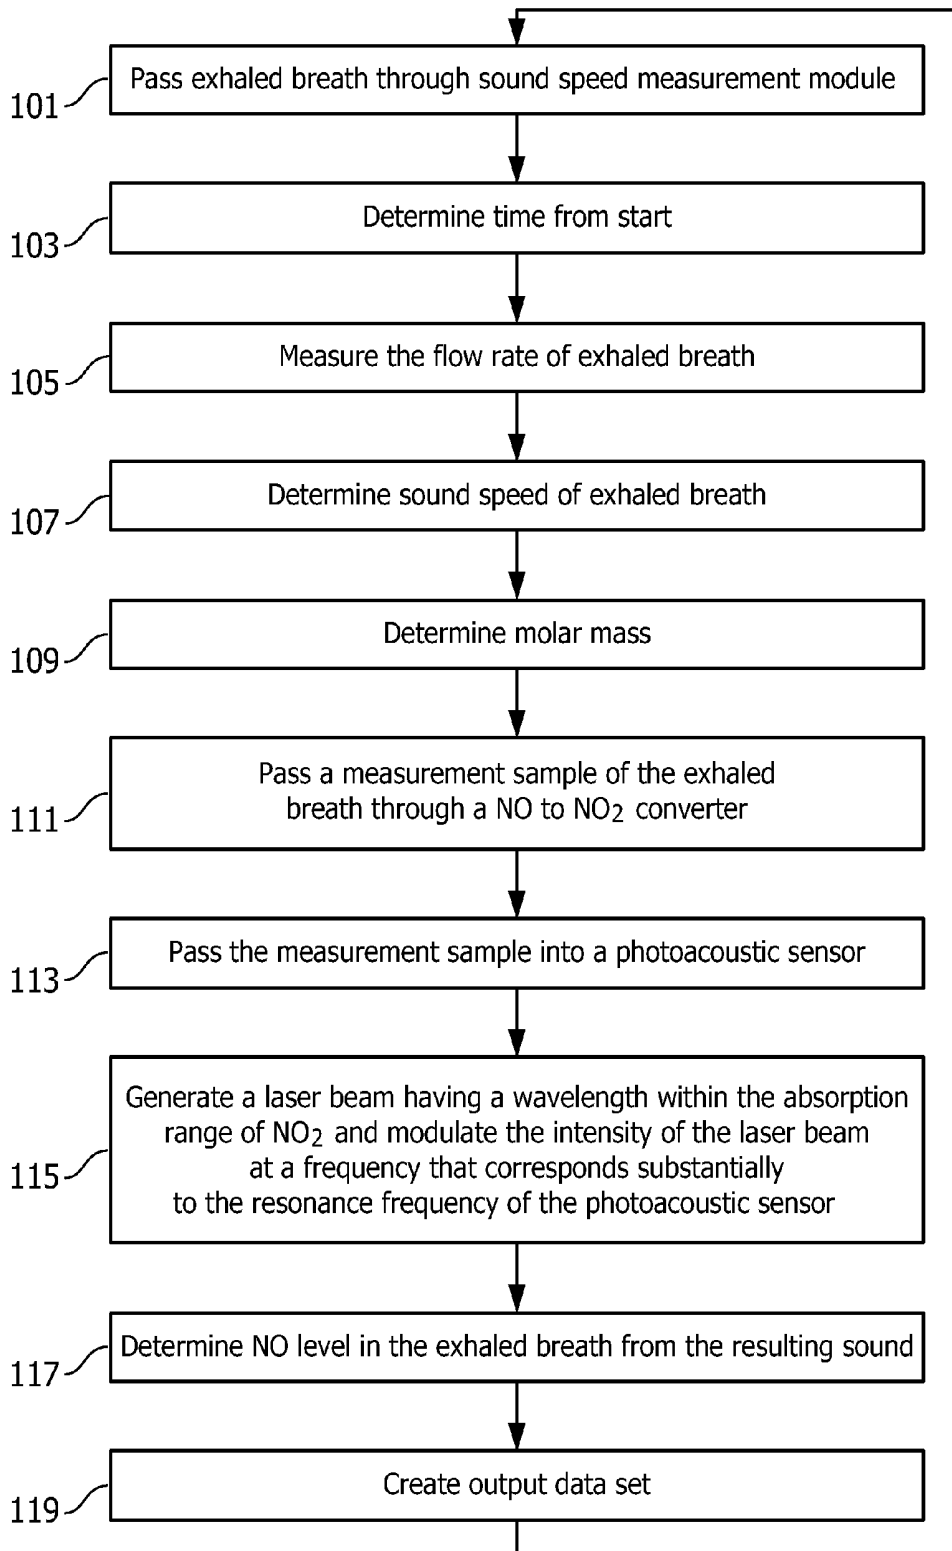 Pass exhaled breath through sound speed measurement module
101
Determine time from start
103
Measure the flow rate of exhaled breath
105
Determine sound speed of exhaled breath
107
Determine molar mass
109
Pass a measurement sample of the exhaled
breath through a NO to NO2 converter
111
Pass the measurement sample into a photoacoustic sensor
113
Generate a laser beam having a wavelength within the absorption
range of NO2 and modulate the intensity of the laser beam
at a frequency that corresponds substantially
to the resonance frequency of the photoacoustic sensor
115
Determine NO level in the exhaled breath from the resulting sound
117
Create output data set
119